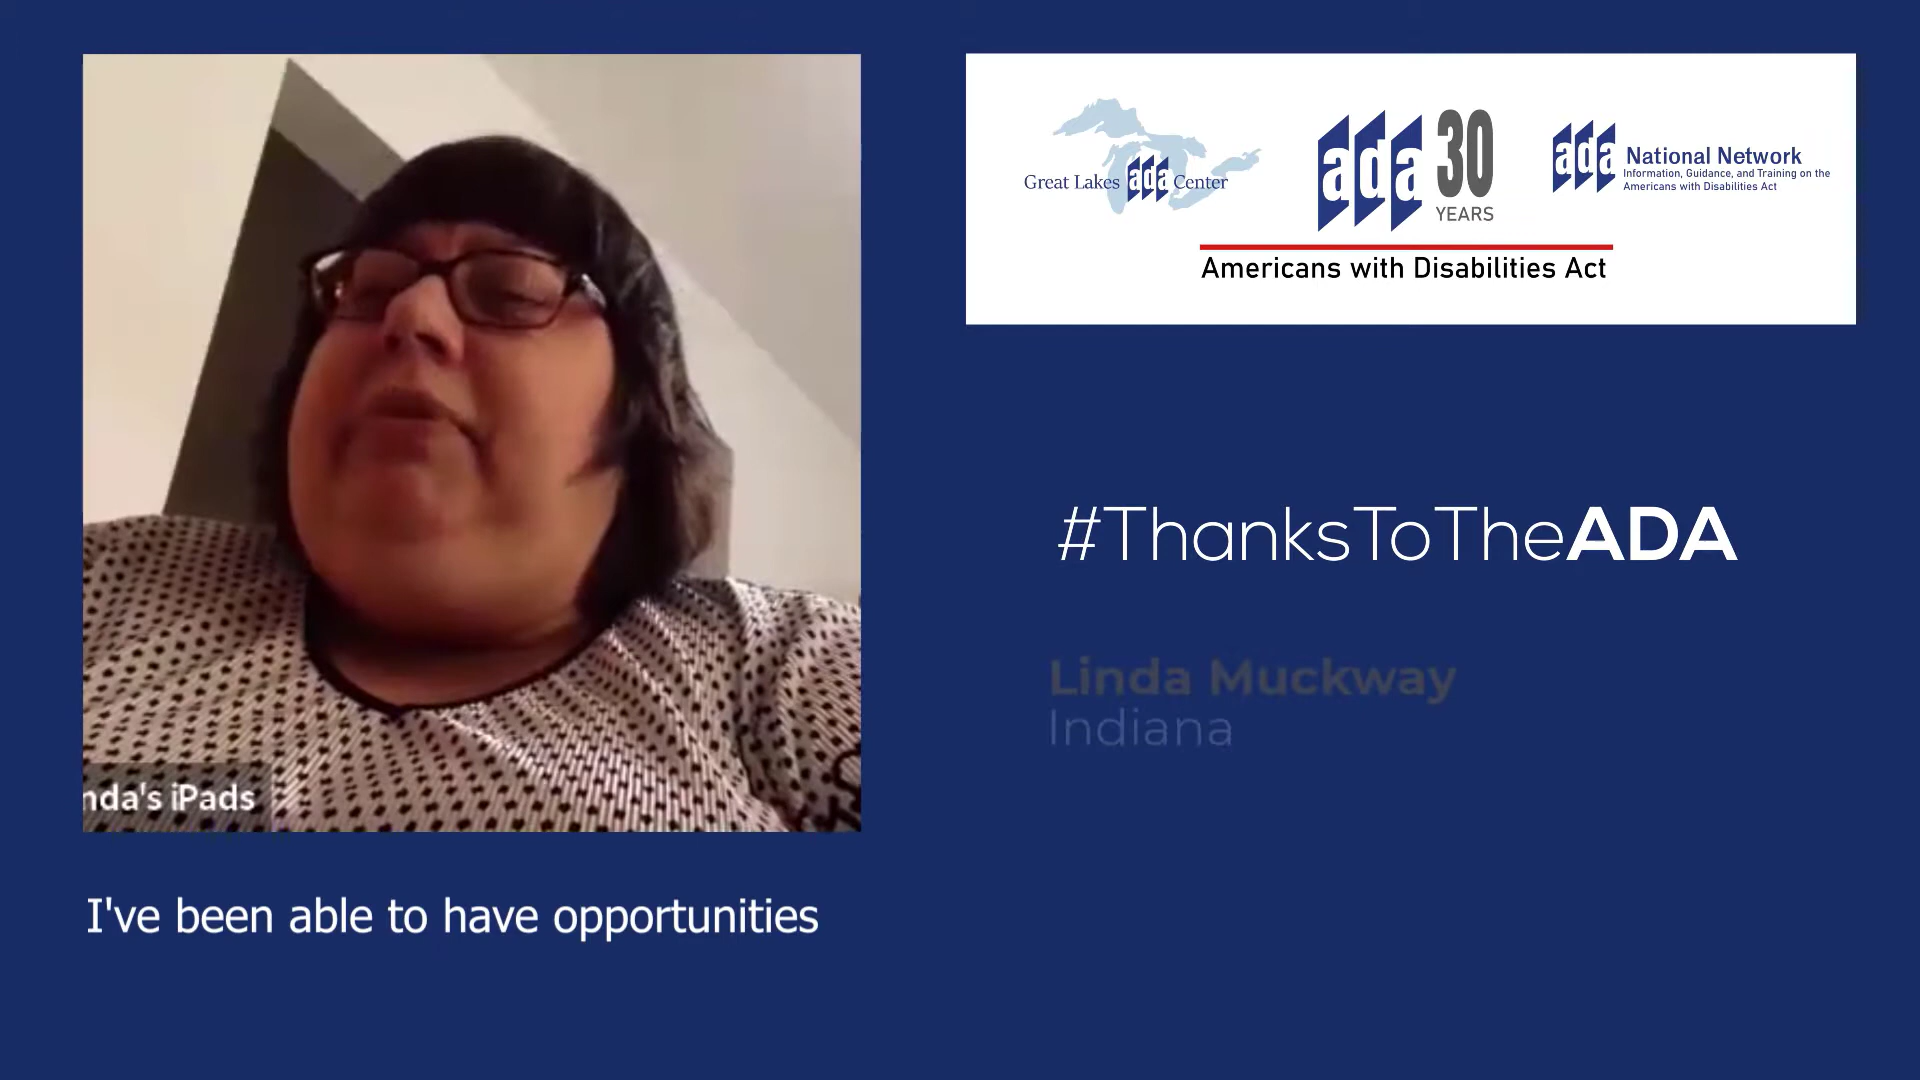 Great Lakes ada Center
ada 30
YEARS
Americans with Disabilities Act
ada National Network
Information, Guidance, and Training on the
Americans with Disabilities Act
#ThanksToTheADA
Linda Muckway
Indiana
nda's iPads
I've been able to have opportunities